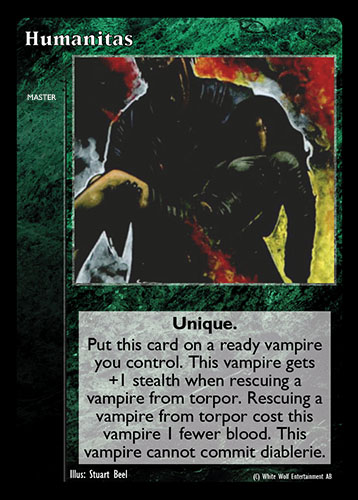 Humanitas
MASTER
Unique.
Put this card on a ready vampire
you control. This vampire gets
+1 stealth when rescuing a
vampire from torpor. Rescuing a
vampire from torpor cost this
vampire 1 fewer blood. This
vampire cannot commit diablerie.
Illus: Stuart Beel
(C) White Wolf Entertainment AB